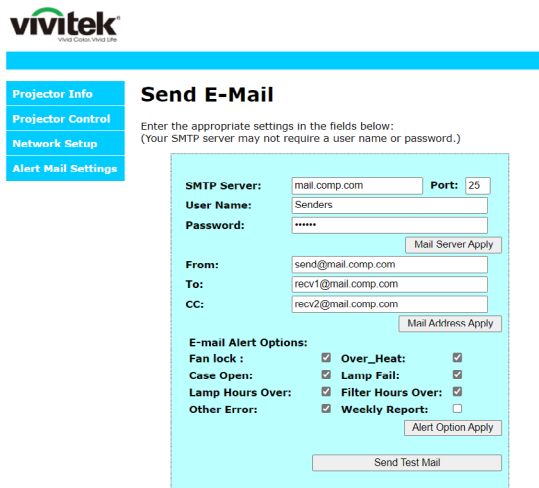 vivitek®
Vivid Color, Vivid Life
Projector Info
Projector Control
Network Setup
Alert Mail Settings
Send E-Mail
Enter the appropriate settings in the fields below:
(Your SMTP server may not require a user name or password.)
SMTP Server: mail.comp.com Port: 25
User Name: Senders
Password: ••••••
Mail Server Apply
From: send@mail.comp.com
To: recv1@mail.comp.com
CC: recv2@mail.comp.com
Mail Address Apply
E-mail Alert Options:
Fan lock : Over_Heat:
Case Open: Lamp Fail:
Lamp Hours Over: Filter Hours Over:
Other Error: Weekly Report:
Alert Option Apply
Send Test Mail